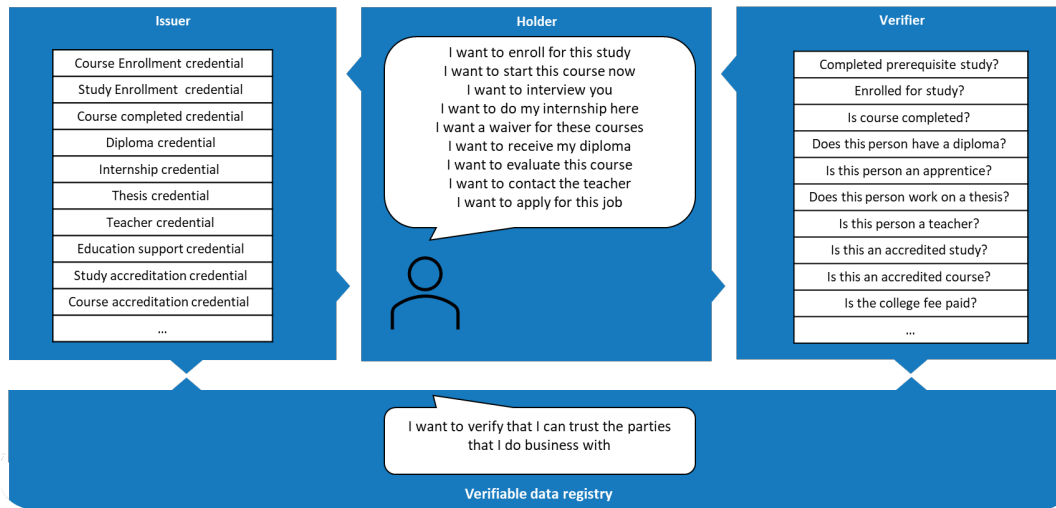 Issuer
Course Enrollment credential
Study Enrollment credential
Course completed credential
Diploma credential
Internship credential
Thesis credential
Teacher credential
Education support credential
Study accreditation credential
Course accreditation credential
...
Holder
I want to enroll for this study
I want to start this course now
I want to interview you
I want to do my internship here
I want a waiver for these courses
I want to receive my diploma
I want to evaluate this course
I want to contact the teacher
I want to apply for this job
Verifier
Completed prerequisite study?
Enrolled for study?
Is course completed?
Does this person have a diploma?
Is this person an apprentice?
Does this person work on a thesis?
Is this person a teacher?
Is this an accredited study?
Is this an accredited course?
Is the college fee paid?
...
I want to verify that I can trust the parties
that I do business with
Verifiable data registry